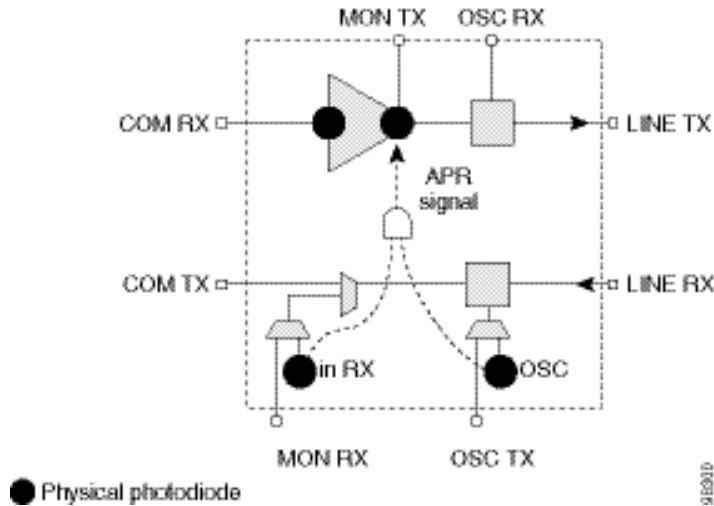 MON TX
OSC RX
COM RX
LINE TX
APR
signal
COM TX
LINE RX
in RX
OSC
MON RX
OSC TX
Physical photodiode